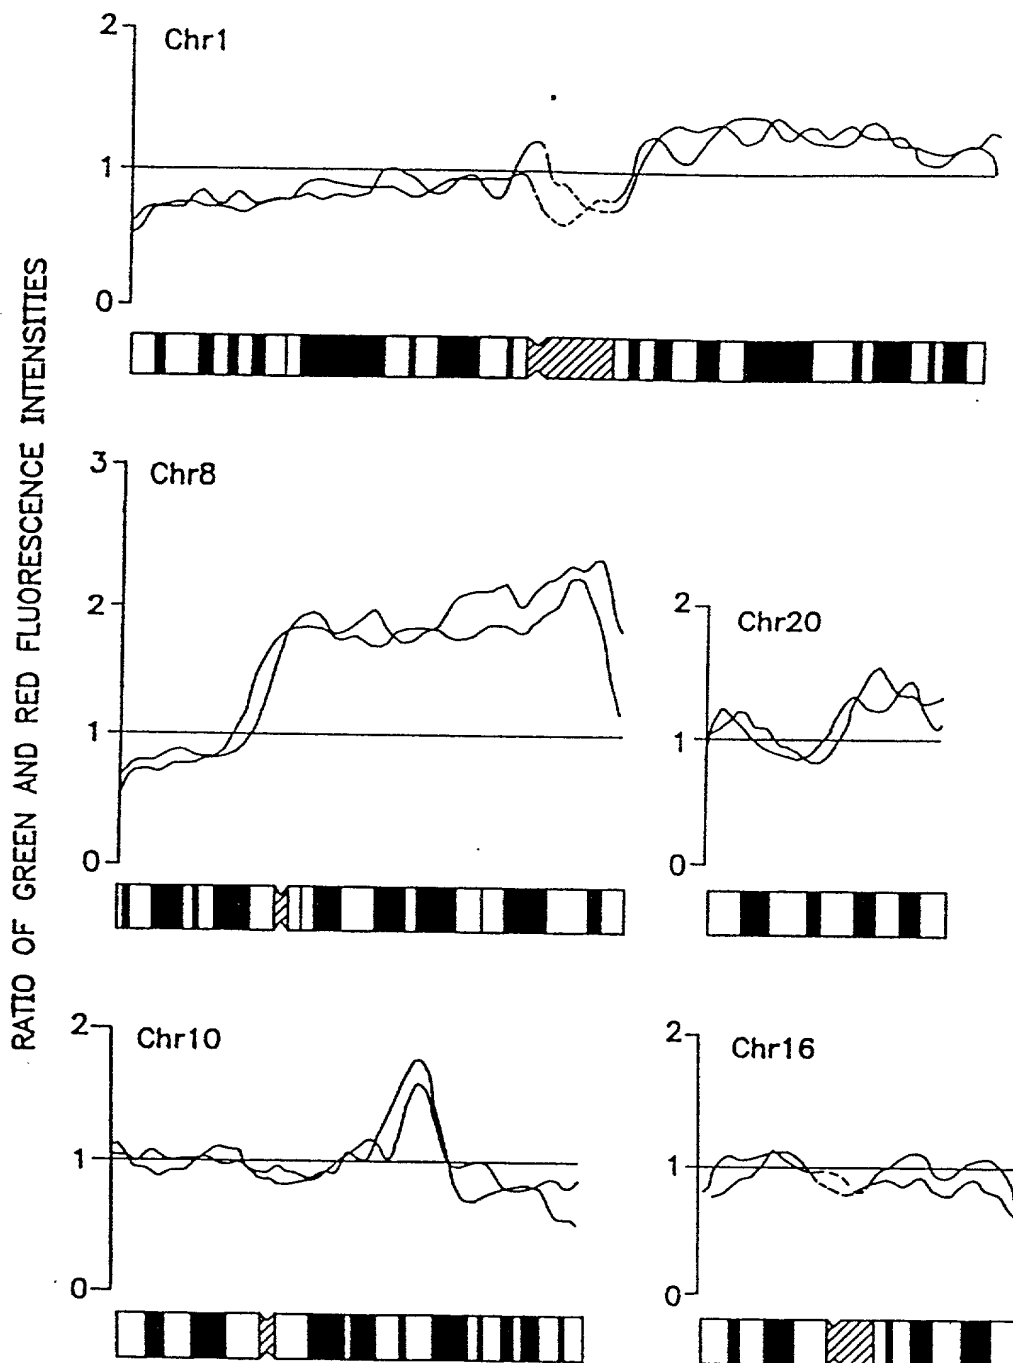 RATIO OF GREEN AND RED FLUORESCENCE INTENSITIES
2
Chr1
1
0
3
Chr8
2
1
0
2
Chr20
1
0
2
Chr10
1
0
2
Chr16
1
0